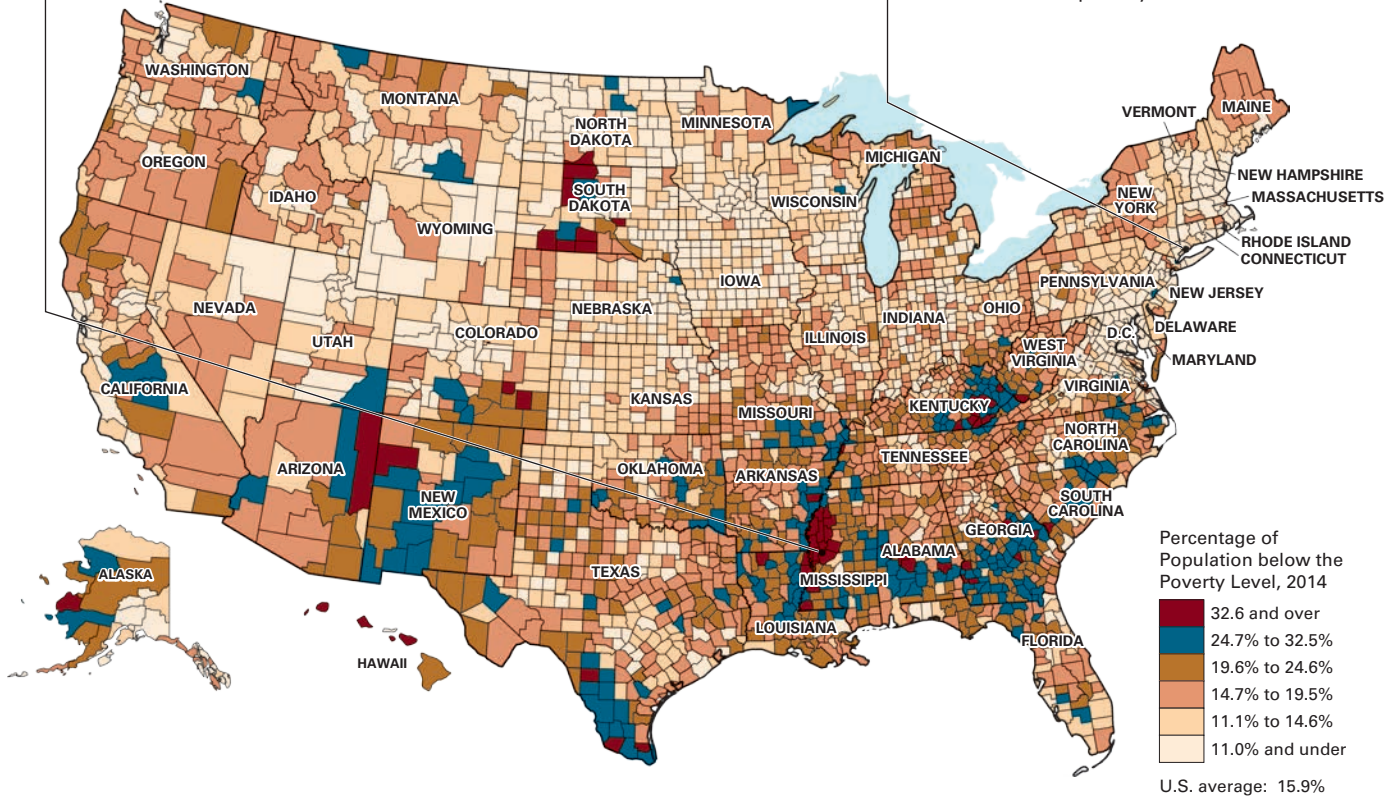 WASHINGTON
MONTANA
NORTH
DAKOTA
MINNESOTA
VERMONT
MAINE
OREGON
IDAHO
SOUTH
DAKOTA
WISCONSIN
MICHIGAN
NEW HAMPSHIRE
MASSACHUSETTS
NEW
YORK
WYOMING
RHODE ISLAND
CONNECTICUT
IOWA
PENNSYLVANIA
NEW JERSEY
NEVADA
NEBRASKA
OHIO
INDIANA
ILLINOIS
UTAH
COLORADO
D.C.
DELAWARE
WEST
VIRGINIA
MARYLAND
CALIFORNIA
VIRGINIA
KANSAS
MISSOURI
KENTUCKY
NORTH
CAROLINA
TENNESSEE
ARIZONA
OKLAHOMA
ARKANSAS
NEW
MEXICO
SOUTH
CAROLINA
GEORGIA
ALABAMA
ALASKA
TEXAS
MISSISSIPPI
LOUISIANA
FLORIDA
HAWAII
Percentage of
Population below the
Poverty Level, 2014
32.6 and over
24.7% to 32.5%
19.6% to 24.6%
14.7% to 19.5%
11.1% to 14.6%
11.0% and under
U.S. average: 15.9%